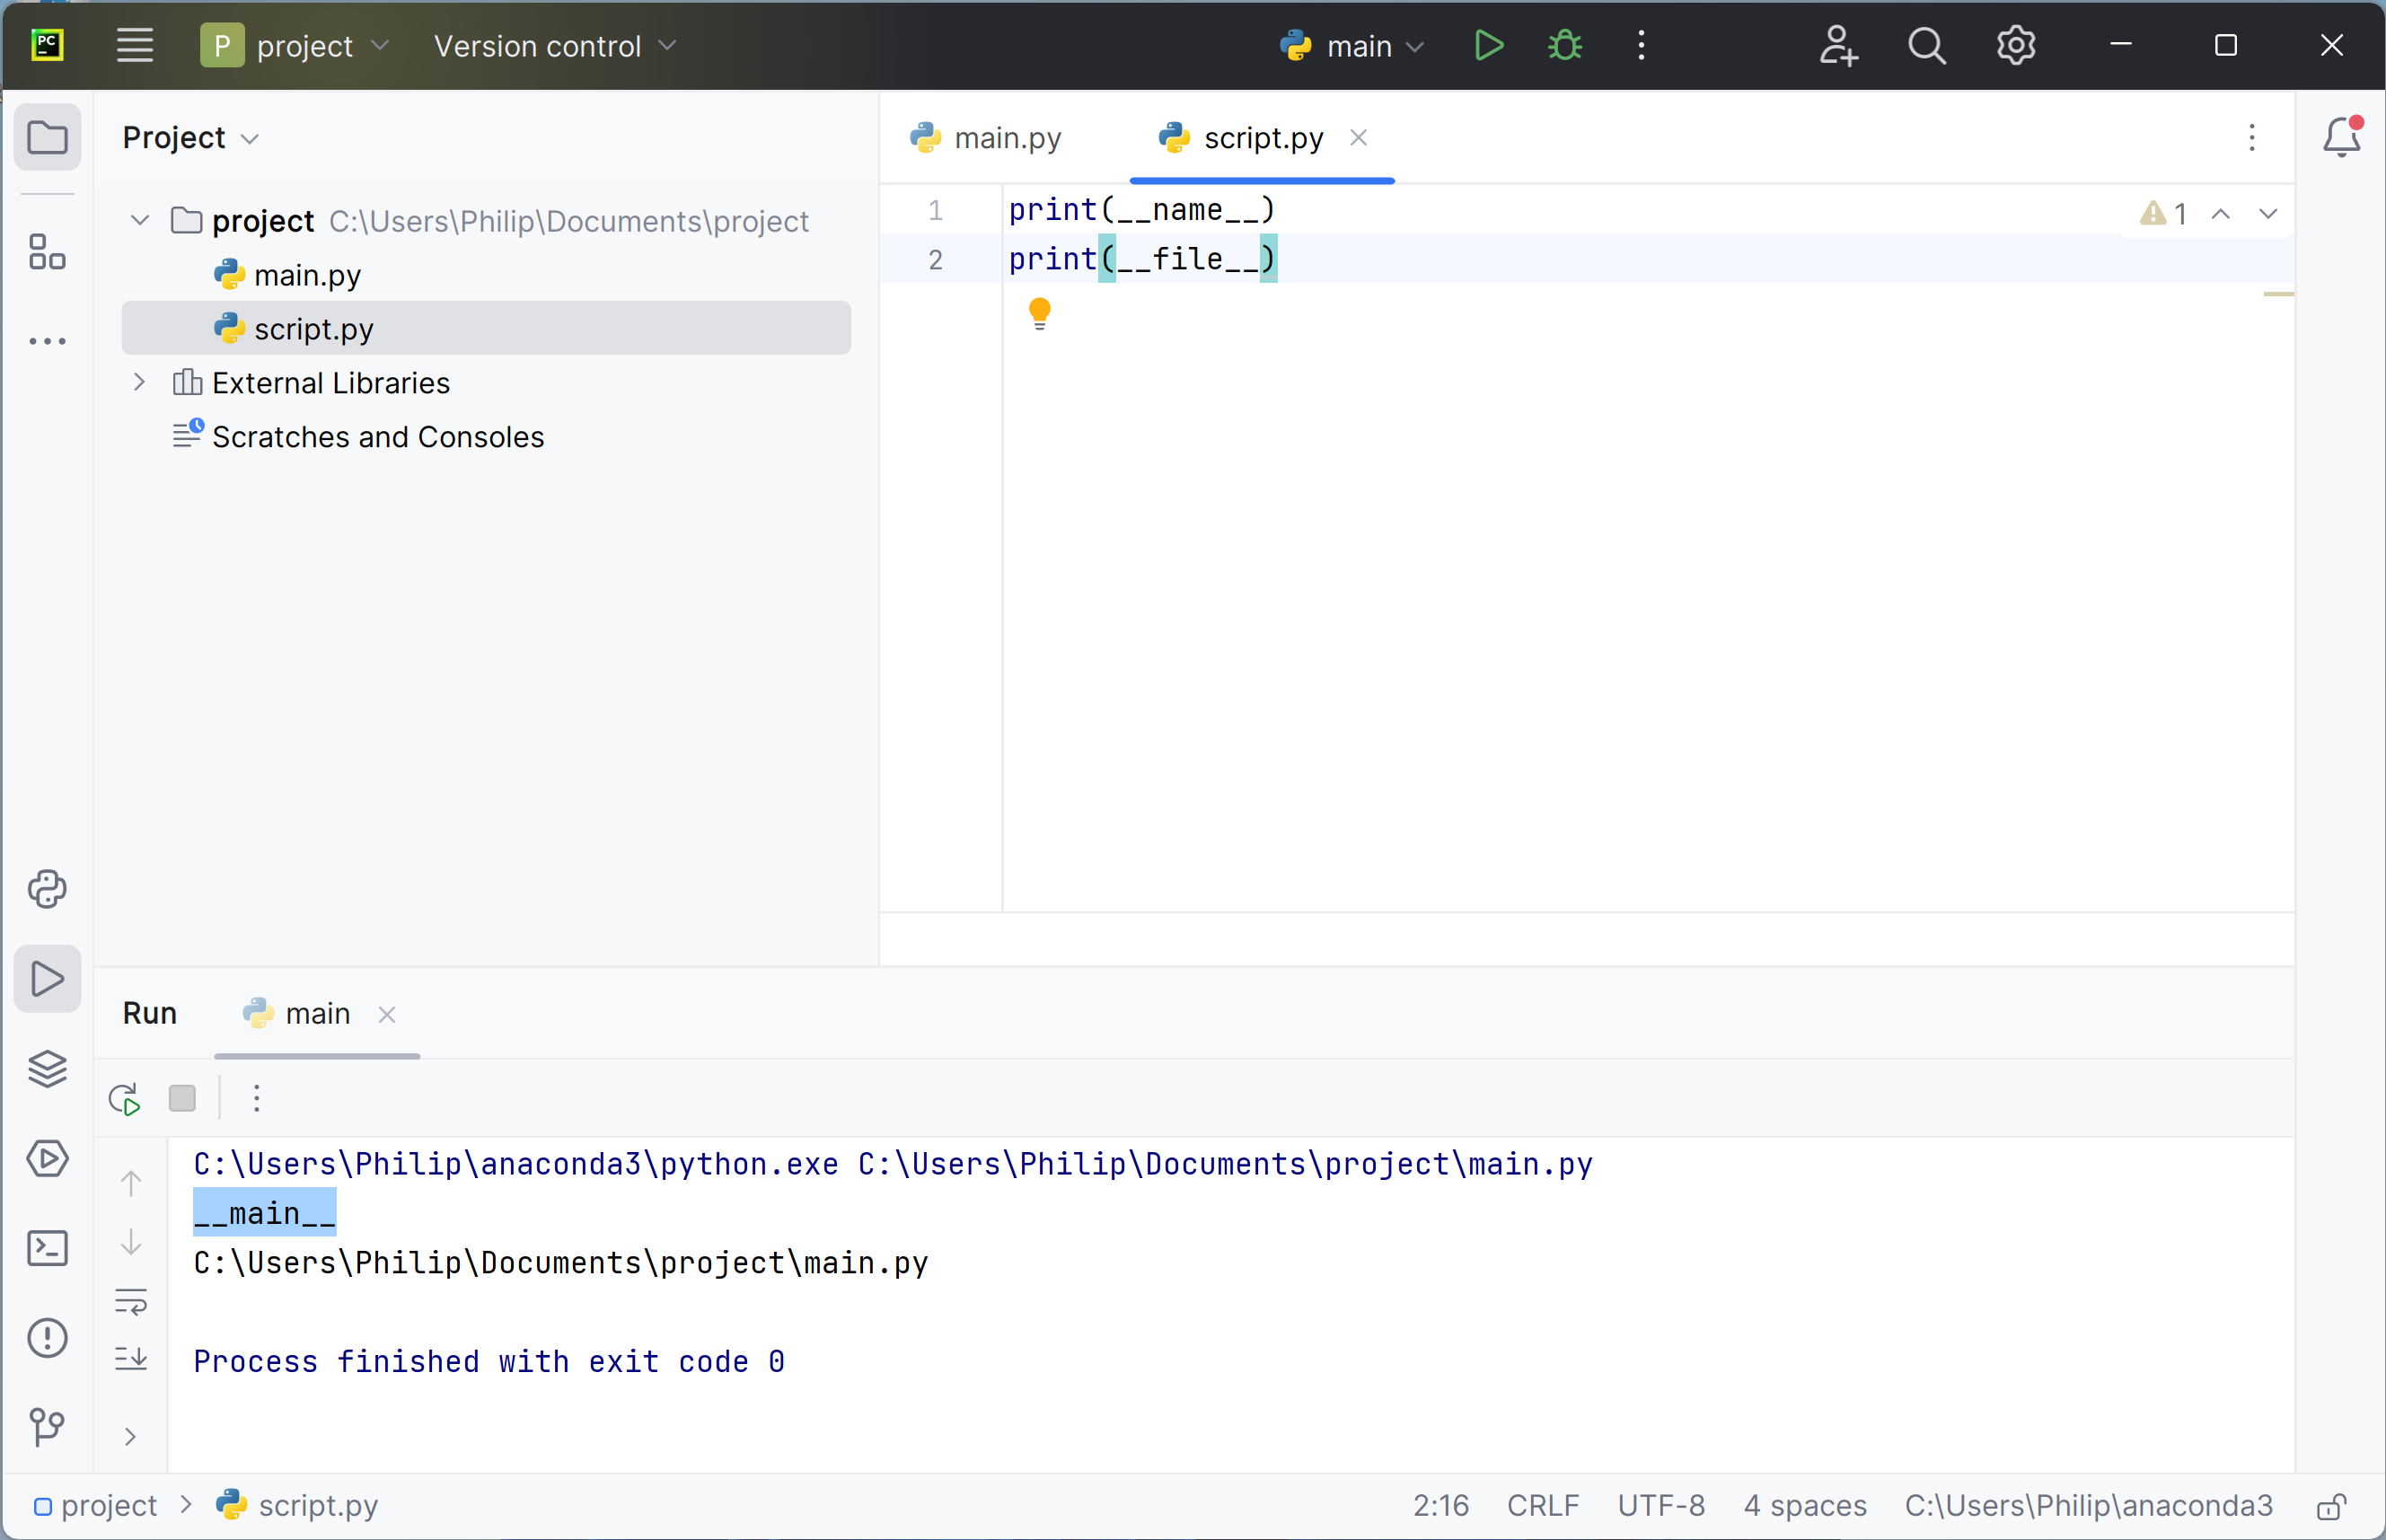 PC
P project Version control main
Project
main.py script.py
project C:\Users\Philip\Documents\project
main.py
script.py
External Libraries
Scratches and Consoles
1 print(__name__)
2 print(__file__)
1
Run main
C:\Users\Philip\anaconda3\python.exe C:\Users\Philip\Documents\project\main.py
__main__
C:\Users\Philip\Documents\project\main.py
Process finished with exit code 0
project script.py 2:16 CRLF UTF-8 4 spaces C:\Users\Philip\anaconda3